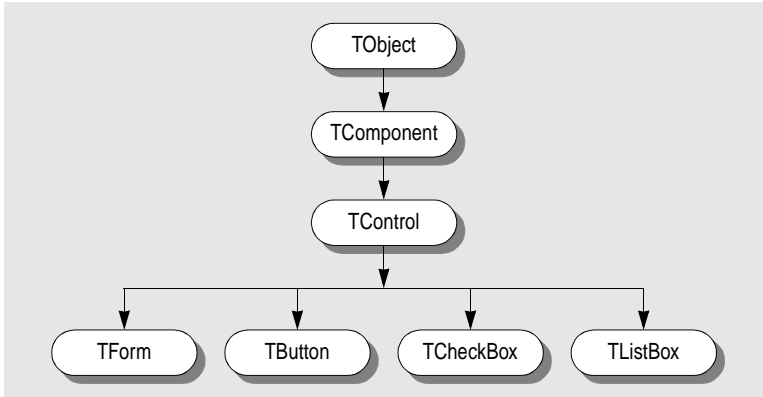 TObject
TComponent
TControl
TForm
TButton
TCheckBox
TListBox